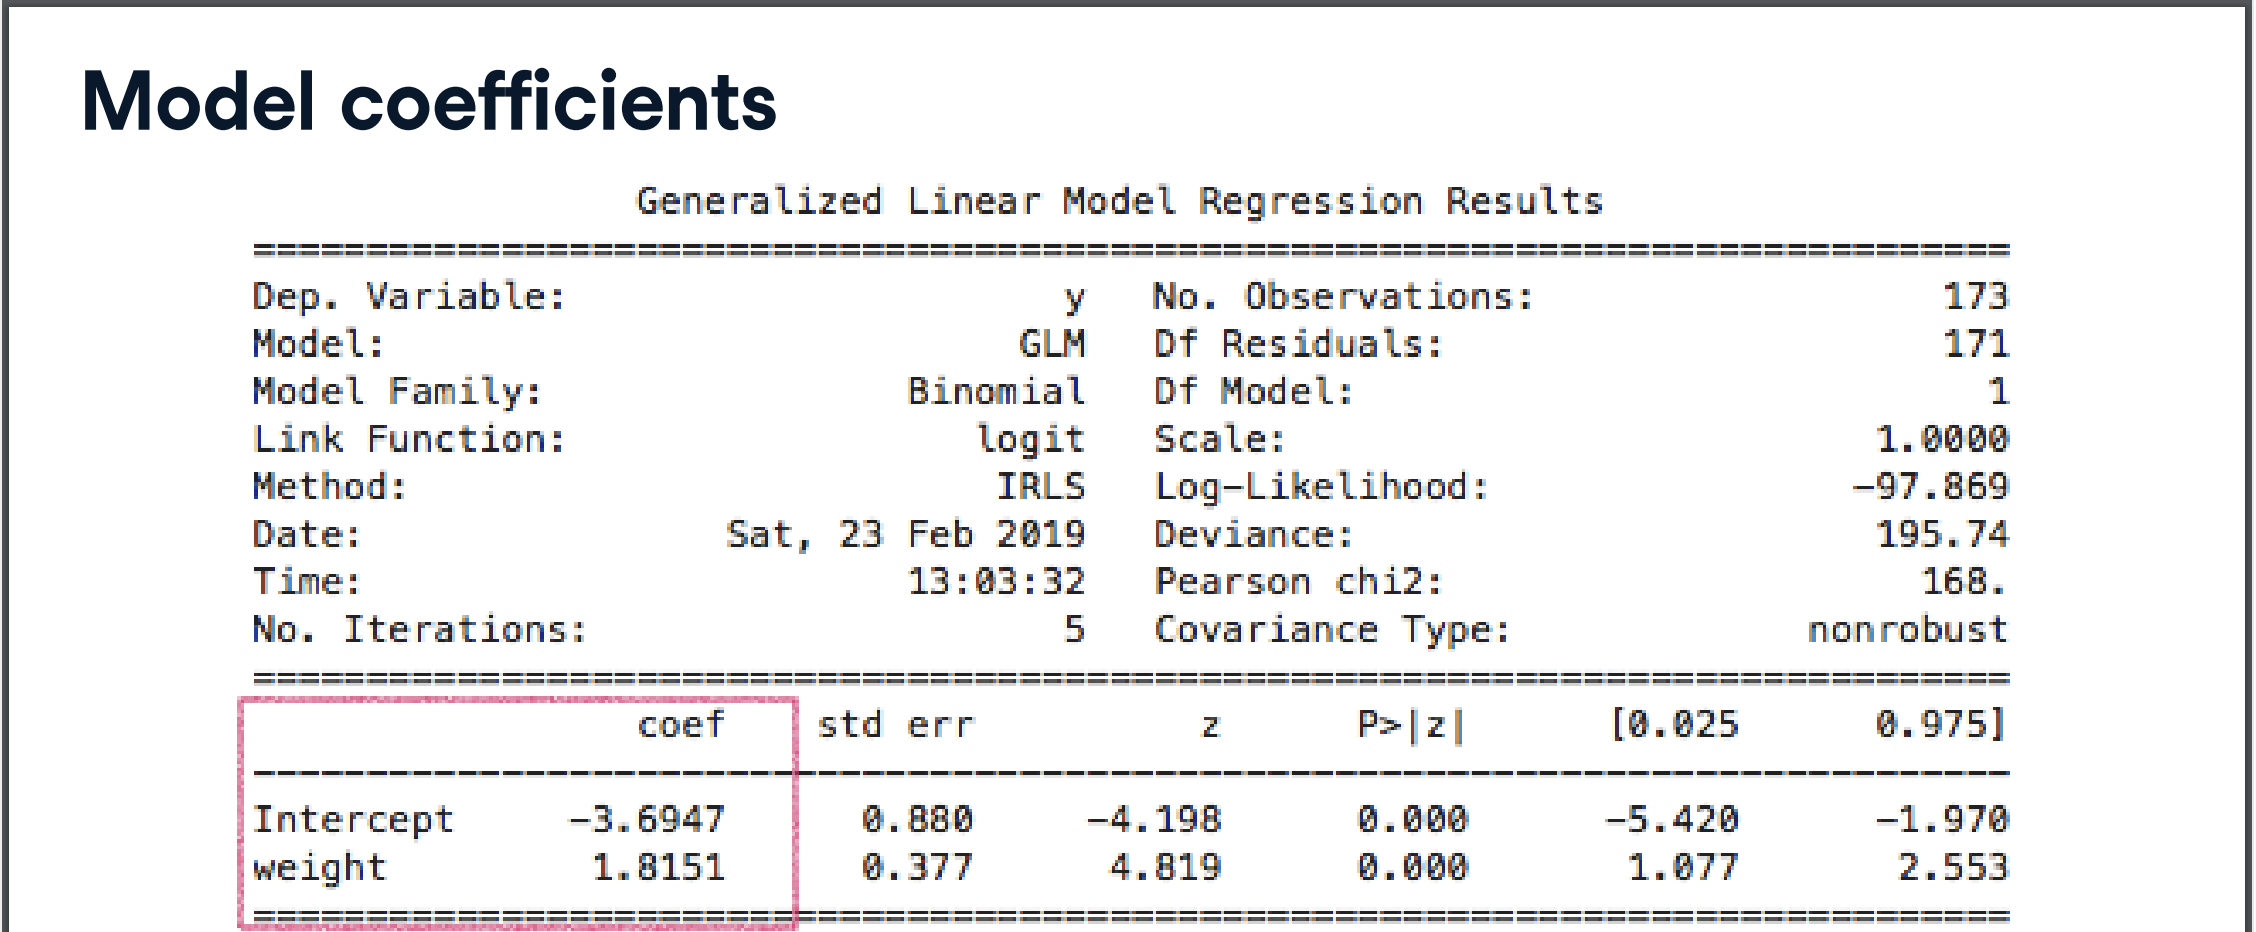 Model coefficients
Generalized Linear Model Regression Results
==============================================================================
Dep. Variable: y No. Observations: 173
Model: GLM Df Residuals: 171
Model Family: Binomial Df Model: 1
Link Function: logit Scale: 1.0000
Method: IRLS Log-Likelihood: -97.869
Date: Sat, 23 Feb 2019 Deviance: 195.74
Time: 13:03:32 Pearson chi2: 168.
No. Iterations: 5 Covariance Type: nonrobust
==============================================================================
coef std err z P>|z| [0.025 0.975]
------------------------------------------------------------------------------
Intercept -3.6947 0.880 -4.198 0.000 -5.420 -1.970
weight 1.8151 0.377 4.819 0.000 1.077 2.553
==============================================================================